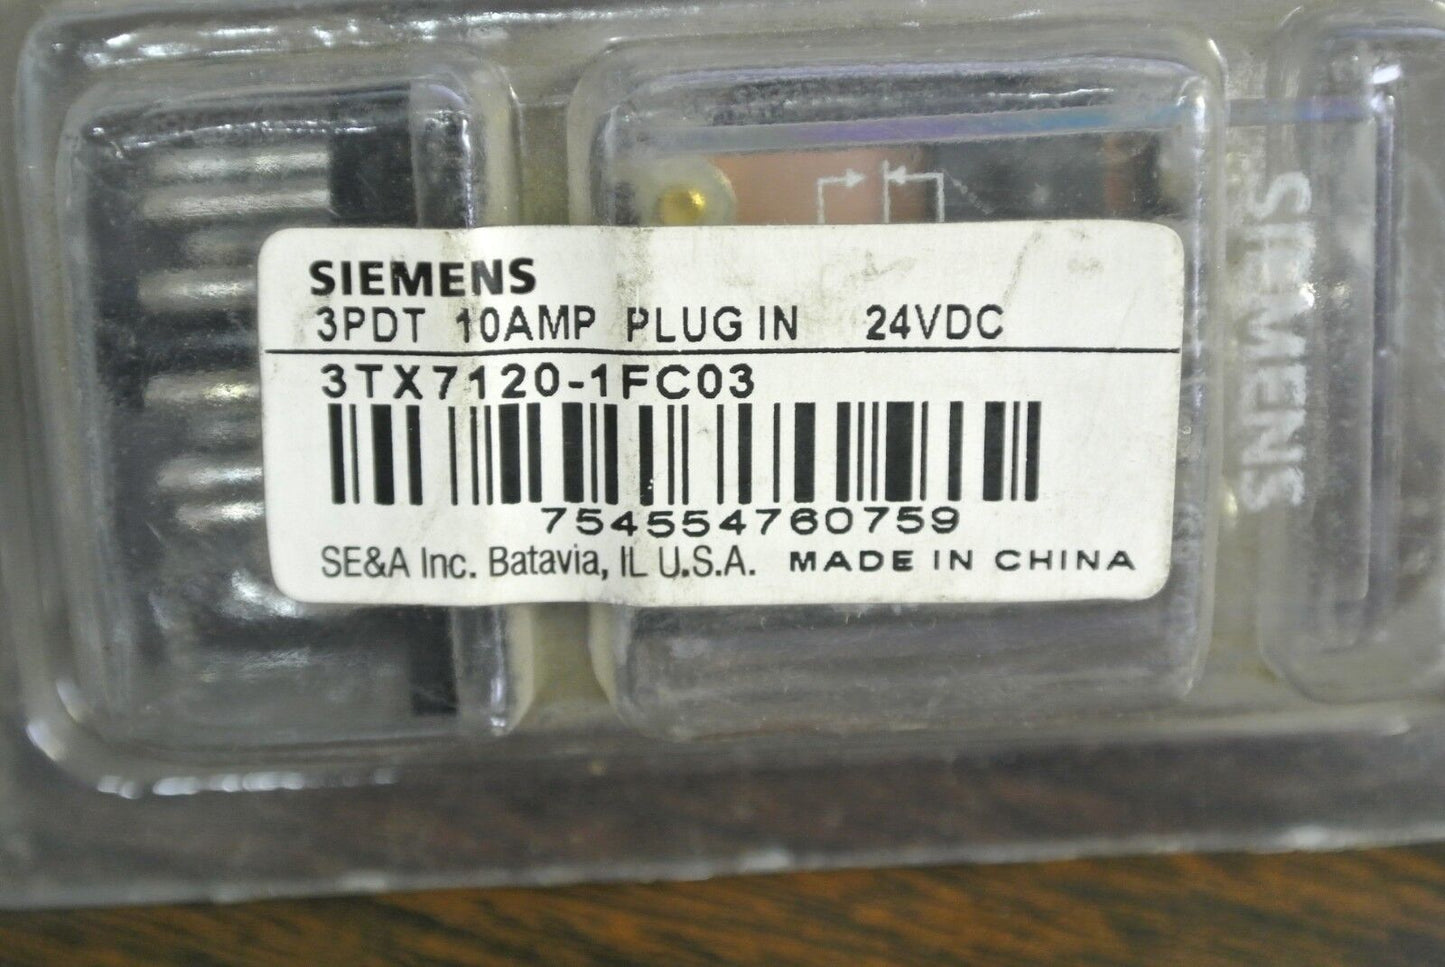 SIEMENS
3PDT 10AMP PLUG IN 24VDC
3TX7120-1FC03
754554760759
SE&A Inc. Batavia, IL U.S.A. MADE IN CHINA
SIEMENS